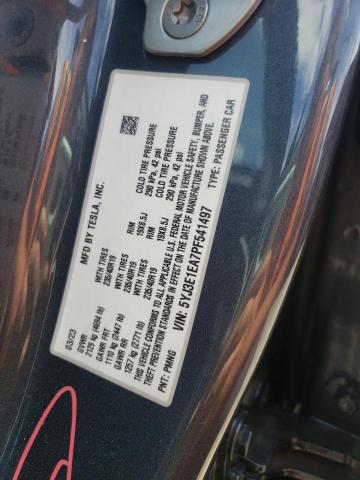 MFD BY TESLA, INC.
03/23
GVWR
2129 kg (4694 lb)
GAWR FRT WITH TIRES RIM COLD TIRE PRESSURE
1110 kg (2447 lb) 235/40R19 19X8.5J 290 kPa, 42 psi
GAWR RR WITH TIRES RIM COLD TIRE PRESSURE
1257 kg (2771 lb) 235/40R19 19X8.5J 290 kPa, 42 psi
THIS VEHICLE CONFORMS TO ALL APPLICABLE U.S. FEDERAL MOTOR VEHICLE SAFETY, BUMPER, AND
THEFT PREVENTION STANDARDS IN EFFECT ON THE DATE OF MANUFACTURE SHOWN ABOVE.
VIN: 5YJ3E1EA7PF541497
PNT: PMNG TYPE: PASSENGER CAR